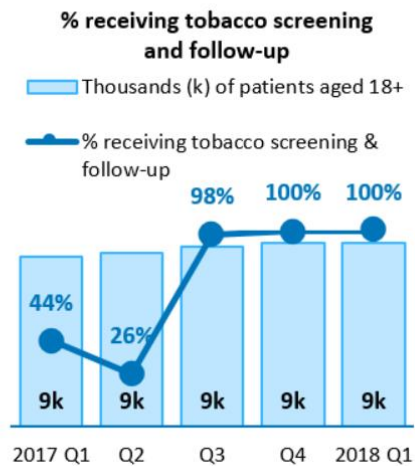 % receiving tobacco screening
and follow-up
Thousands (k) of patients aged 18+
% receiving tobacco screening &
follow-up
98% 100% 100%
44%
26%
9k 9k 9k 9k 9k
2017 Q1 Q2 Q3 Q4 2018 Q1